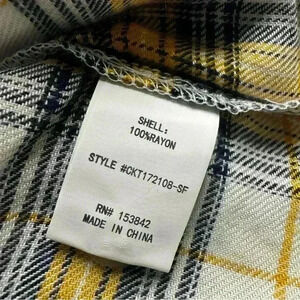 SHELL:
100%RAYON
STYLE #CKT172108-SF
RN# 153842
MADE IN CHINA